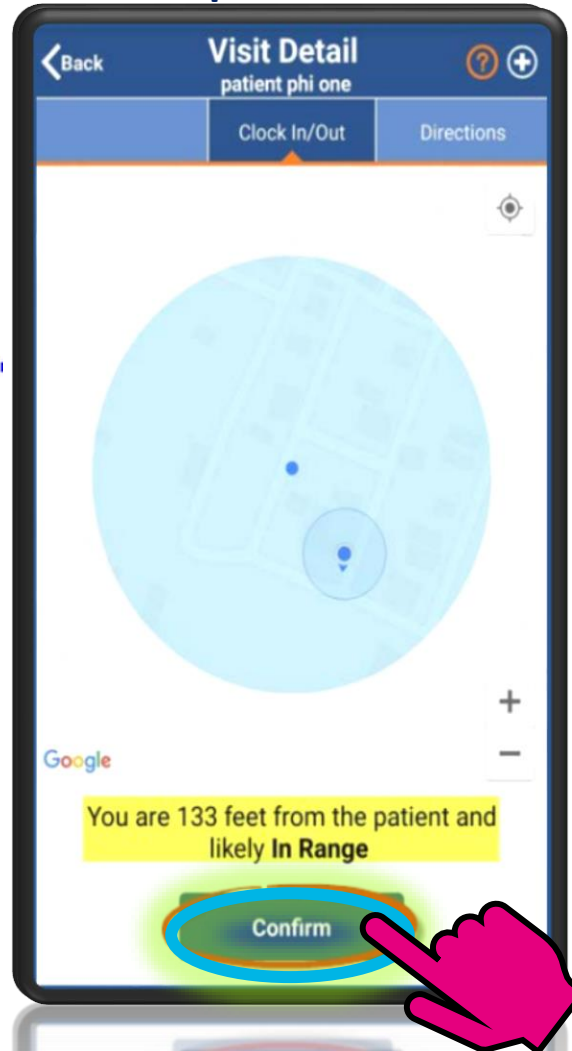 Back
Visit Detail
patient phi one
?
Clock In/Out
Directions
+
−
Google
You are 133 feet from the patient and
likely In Range
Confirm